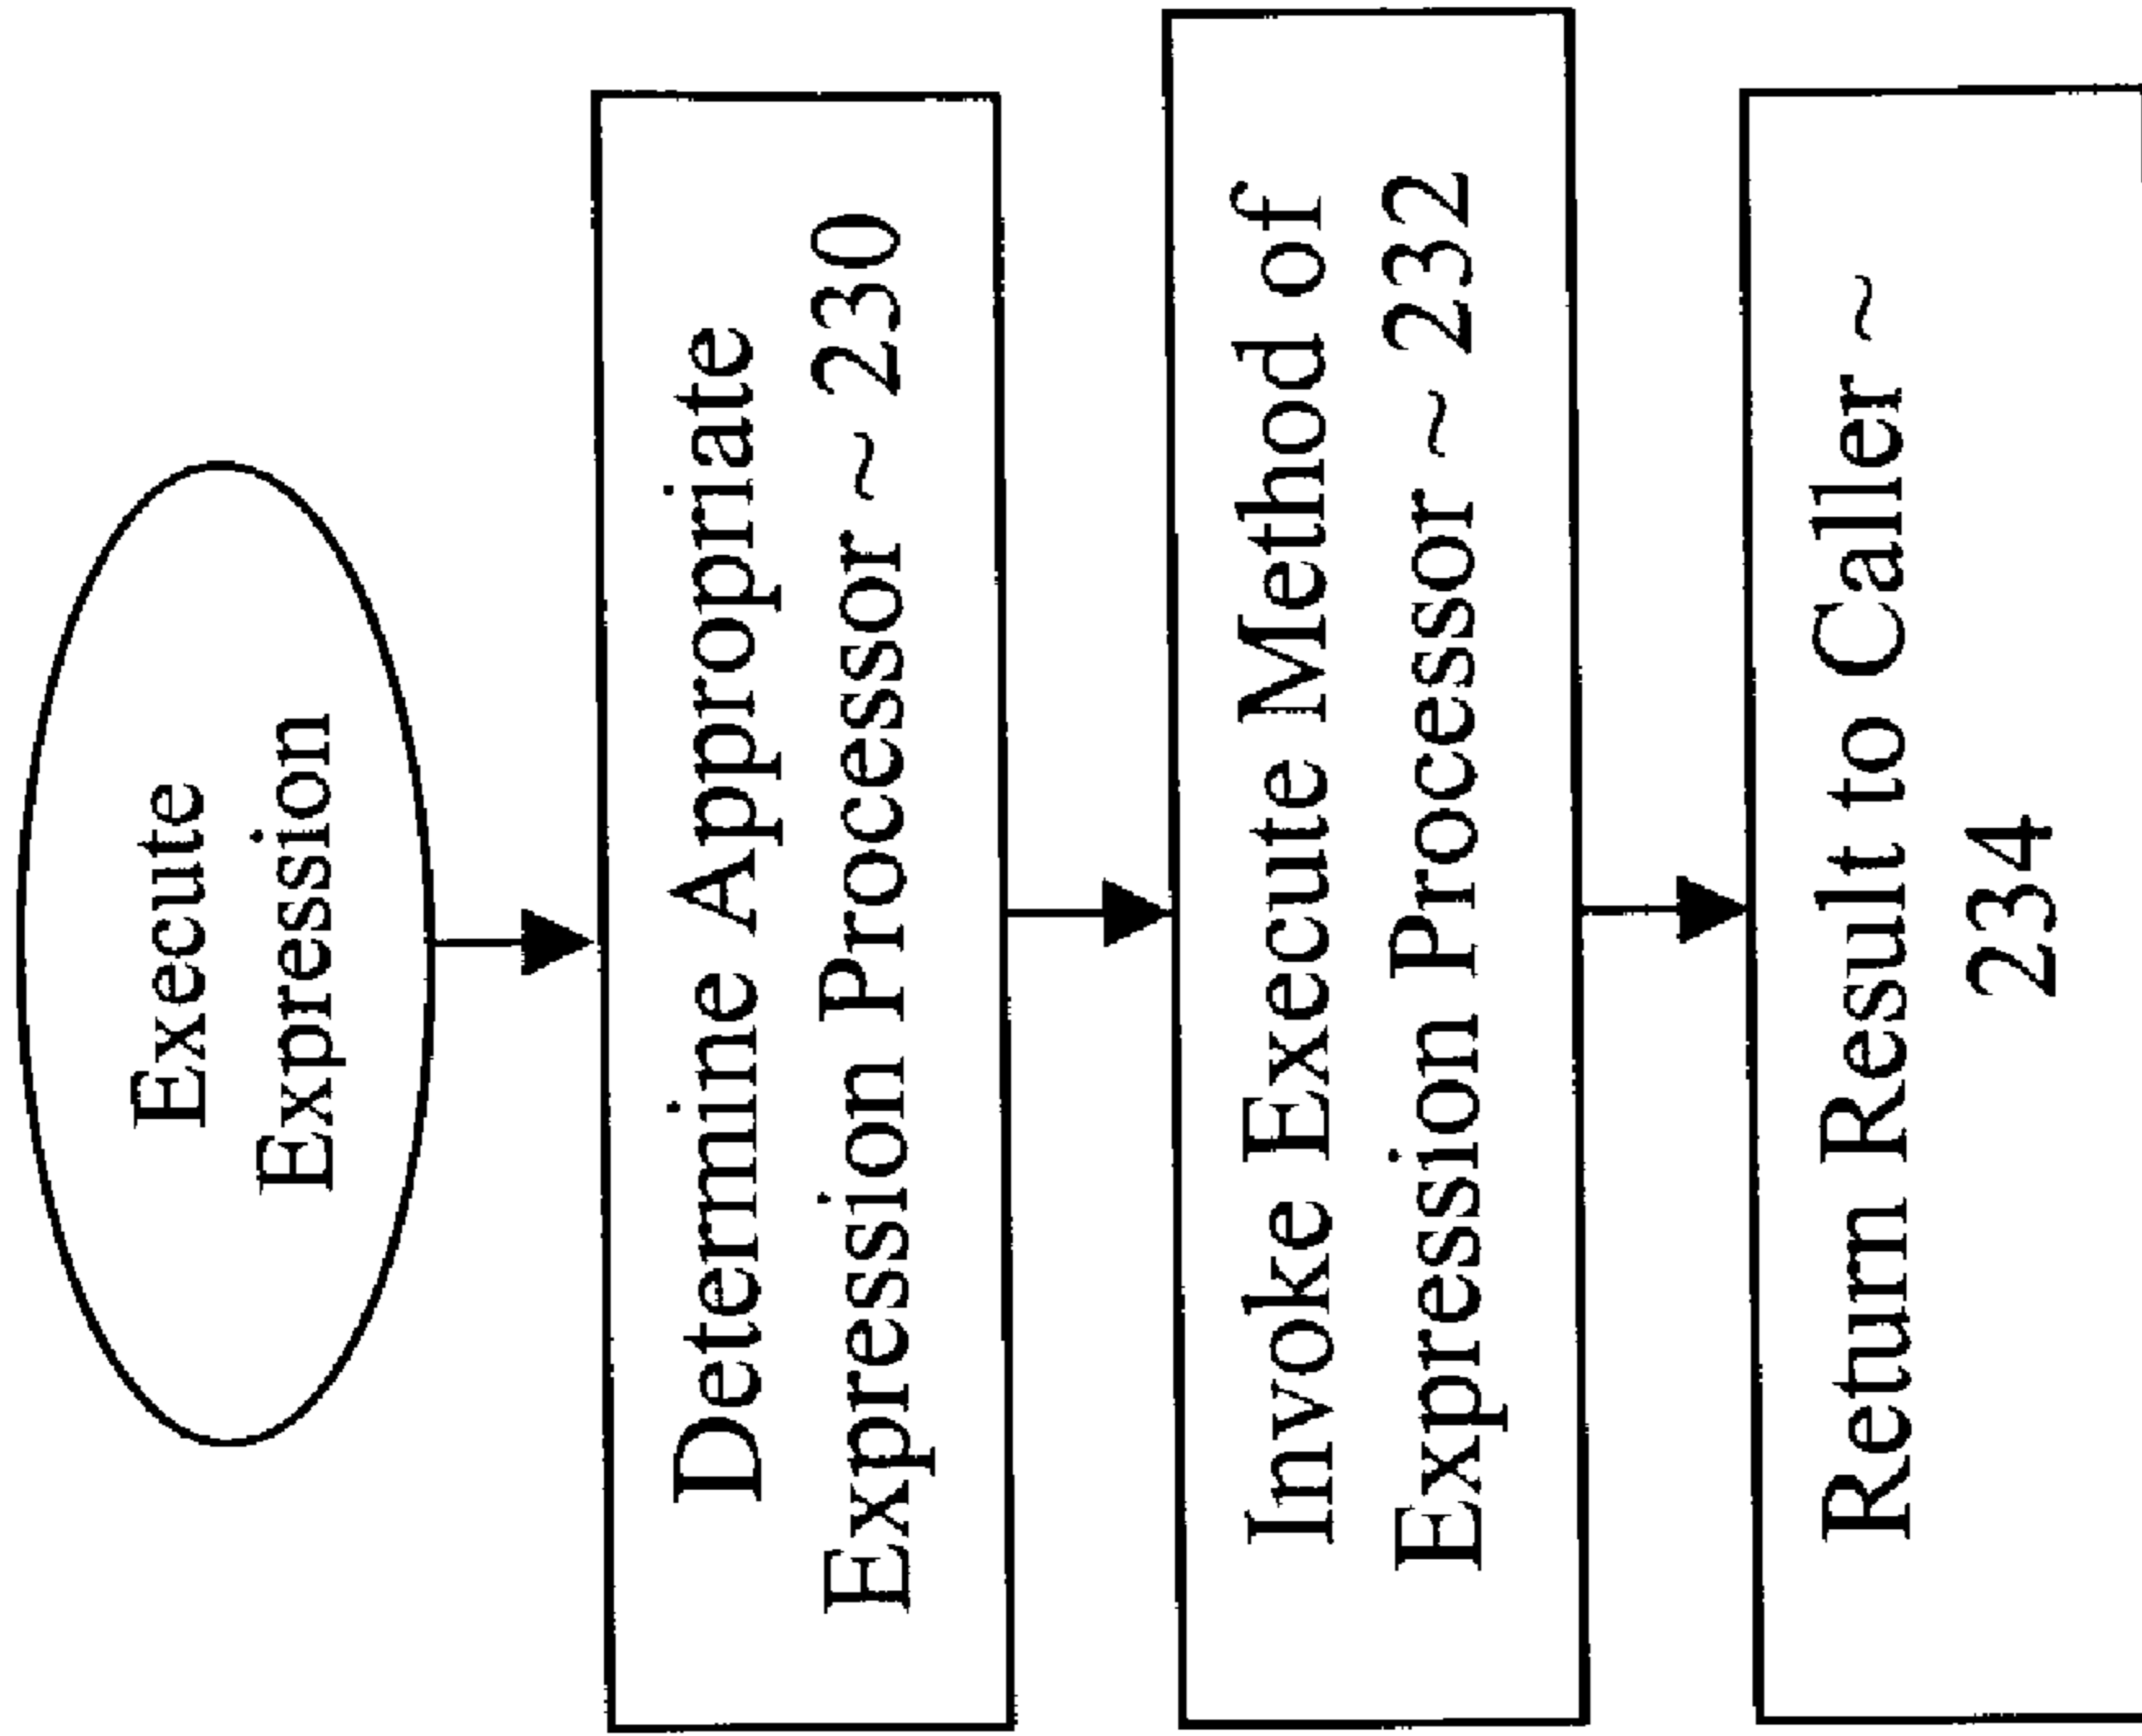 Execute
Expression
Determine Appropriate
Expression Processor ~ 230
Invoke Execute Method of
Expression Processor ~ 232
Return Result to Caller ~
234